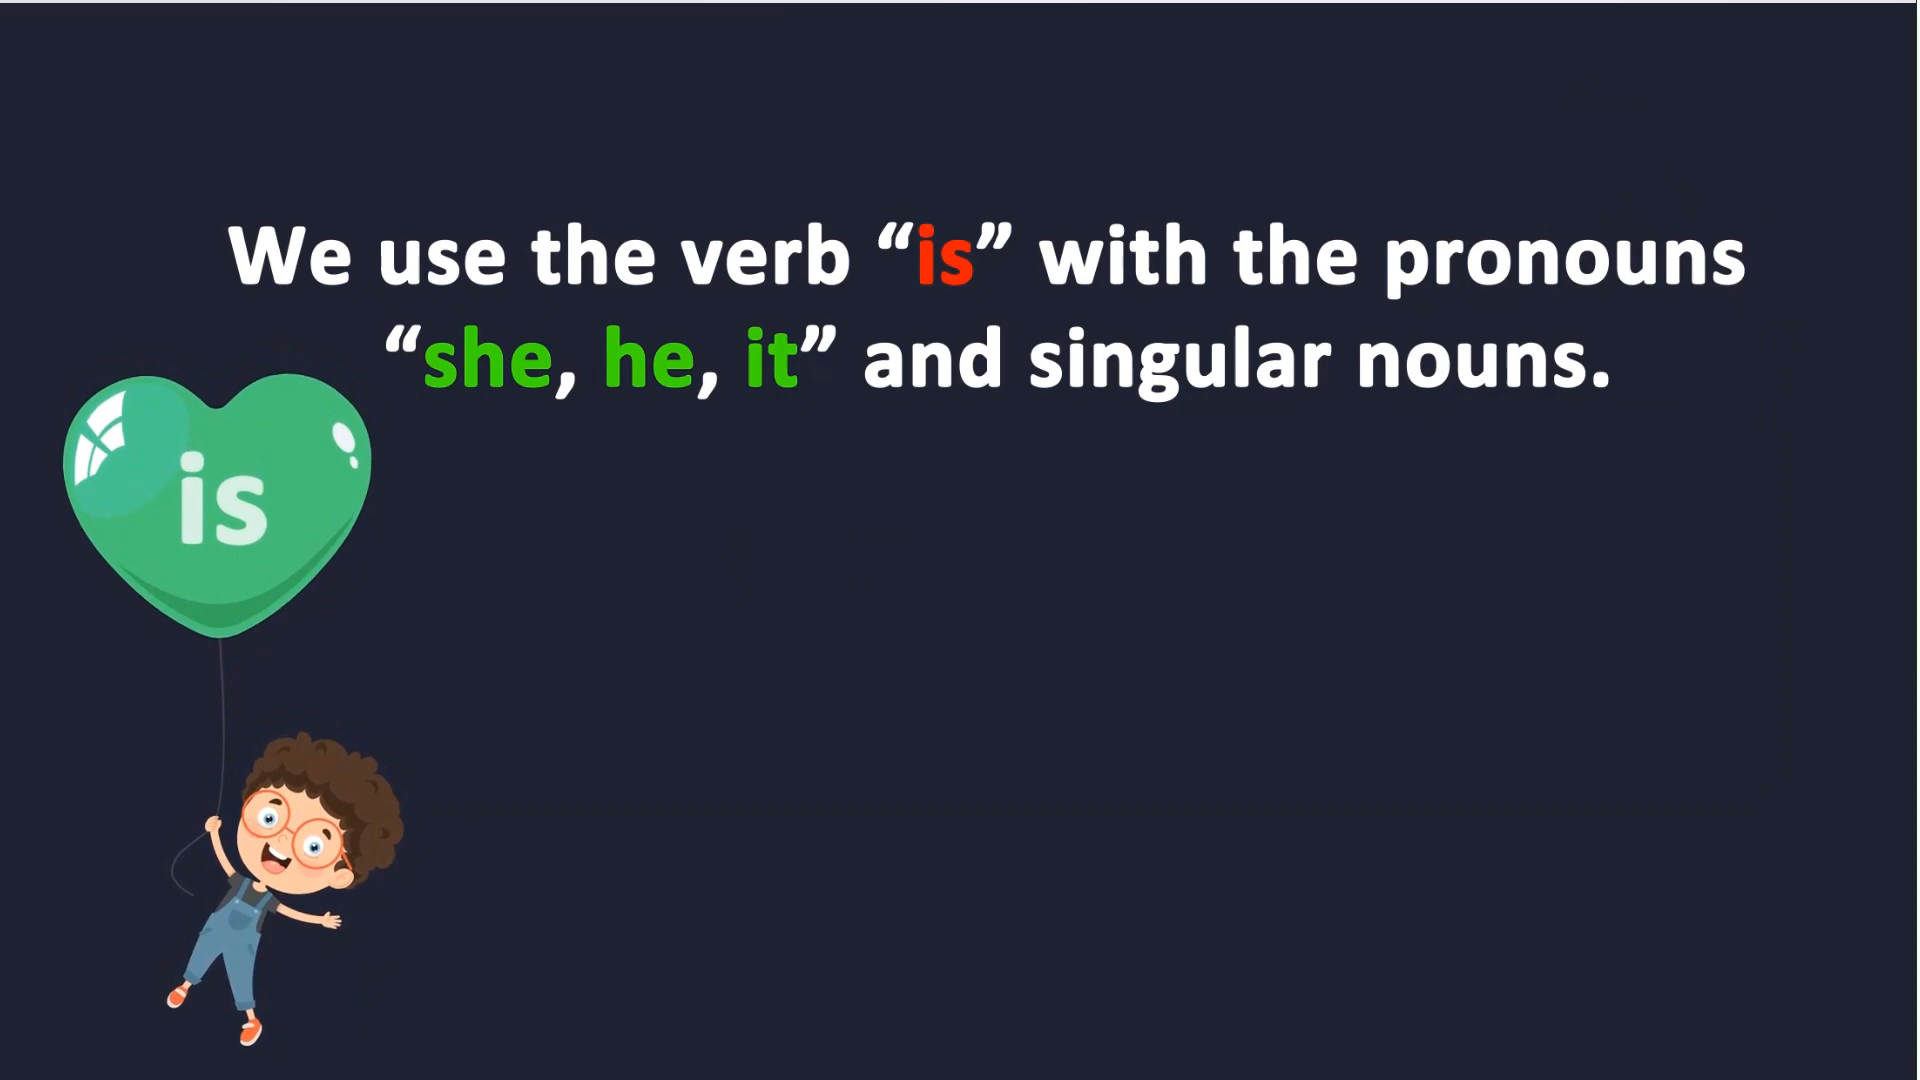 We use the verb “is” with the pronouns
“she, he, it” and singular nouns.
is